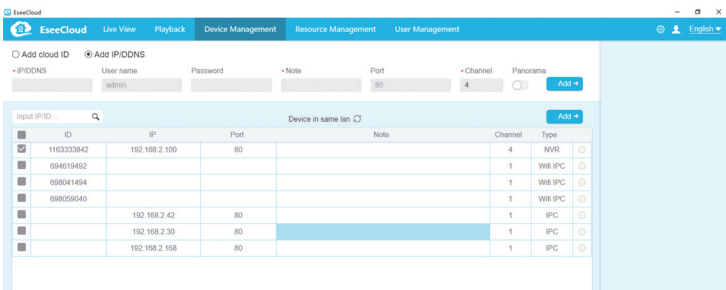 EseeCloud
EseeCloud Live View Playback Device Management Resource Management User Management English
Add cloud ID Add IP/DDNS
• IP/DDNS User name Password • Note Port • Channel Panorama
admin 80 4 Add
Input IP/ID... Device in same lan Add
ID IP Port Note Channel Type
1163333842 192.168.2.100 80 4 NVR
694619492 1 Wifi IPC
698041494 1 Wifi IPC
698059040 1 Wifi IPC
192.168.2.42 80 1 IPC
192.168.2.30 80 1 IPC
192.168.2.168 80 1 IPC